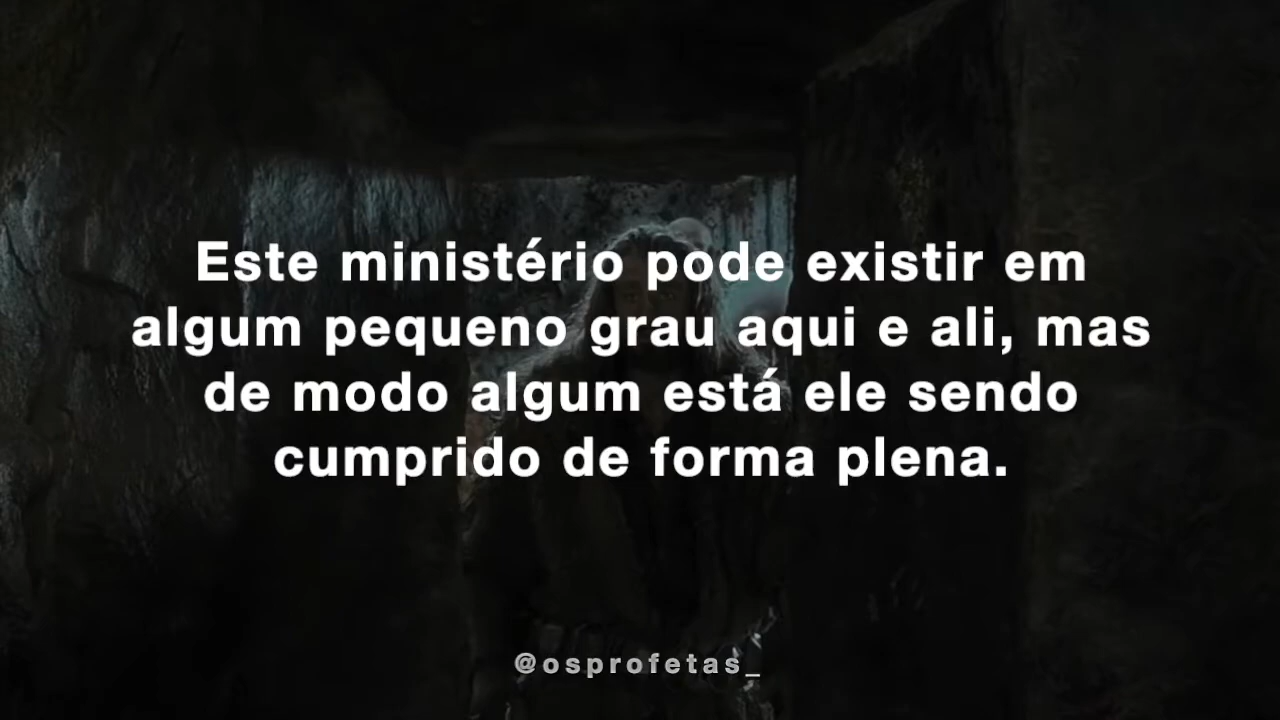 Este ministério pode existir em
algum pequeno grau aqui e ali, mas
de modo algum está ele sendo
cumprido de forma plena.
@osprofetas_